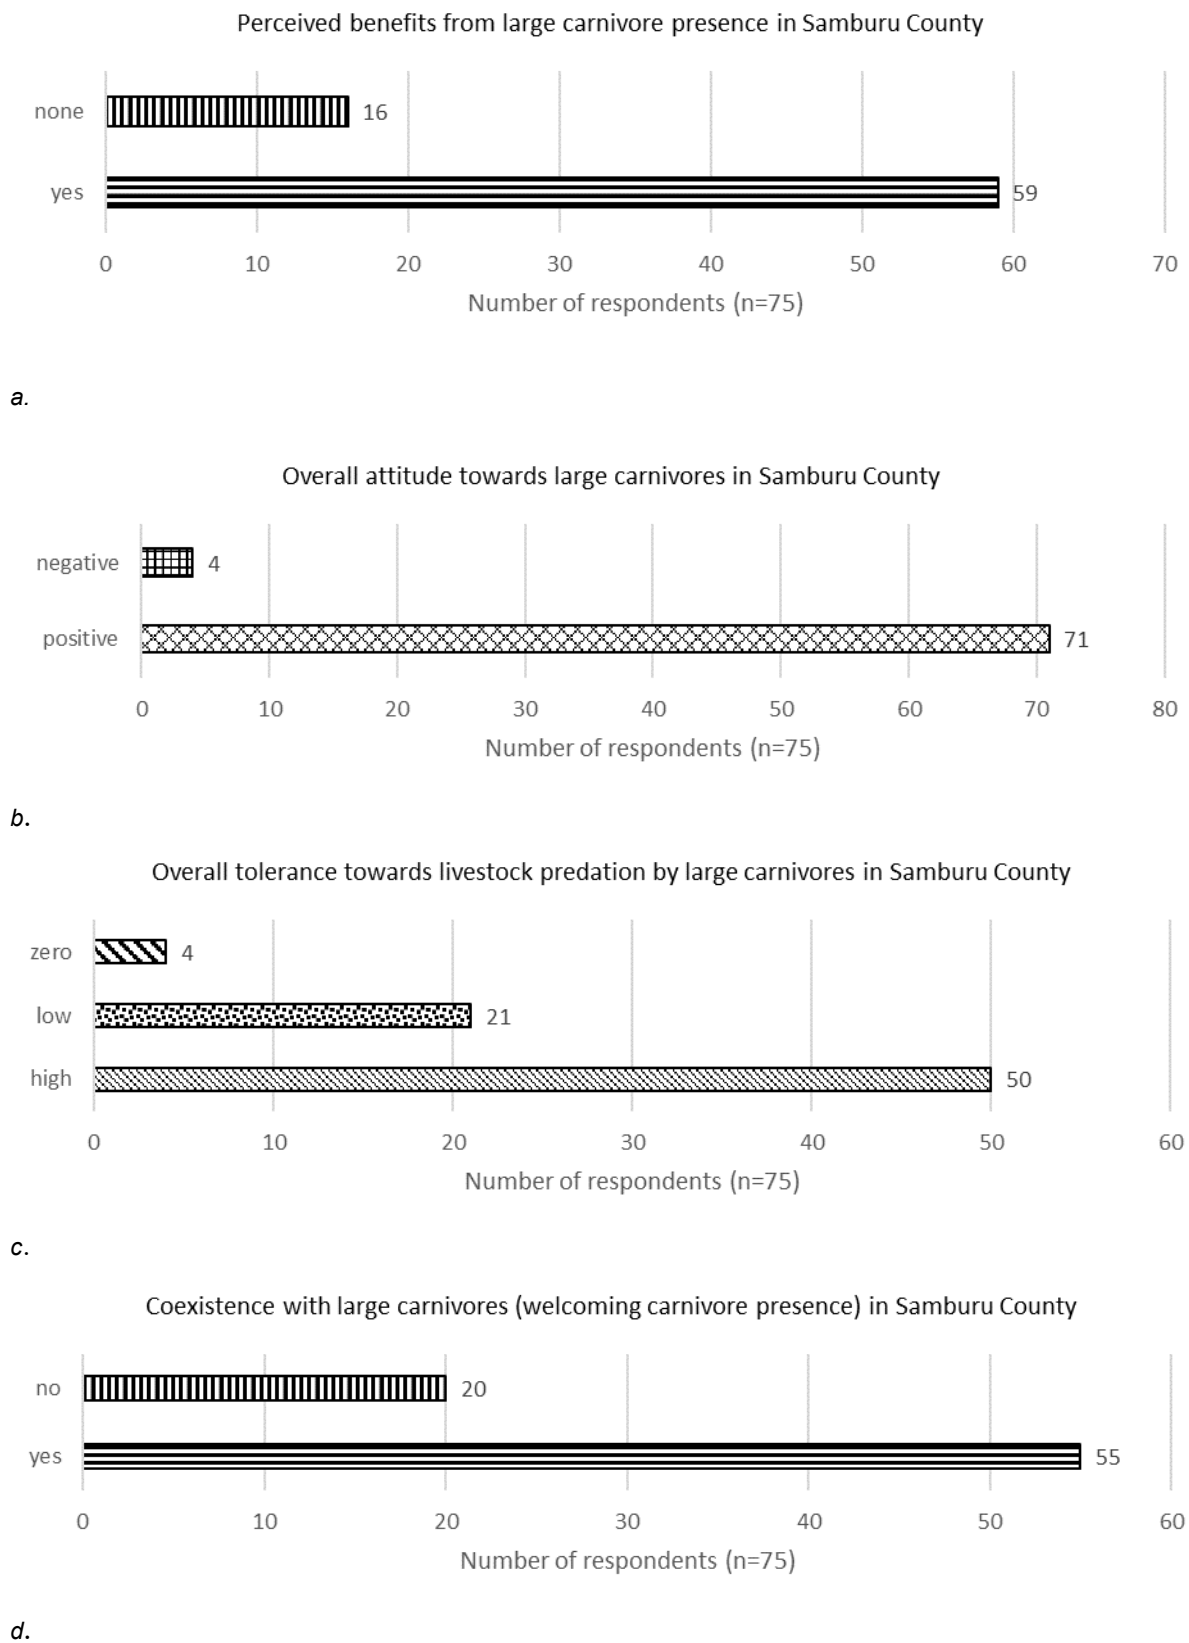 Perceived benefits from large carnivore presence in Samburu County
none
16
yes
59
0 10 20 30 40 50 60 70
Number of respondents (n=75)
a.
Overall attitude towards large carnivores in Samburu County
negative
4
positive
71
0 10 20 30 40 50 60 70 80
Number of respondents (n=75)
b.
Overall tolerance towards livestock predation by large carnivores in Samburu County
zero
4
low
21
high
50
0 10 20 30 40 50 60
Number of respondents (n=75)
c.
Coexistence with large carnivores (welcoming carnivore presence) in Samburu County
no
20
yes
55
0 10 20 30 40 50 60
Number of respondents (n=75)
d.